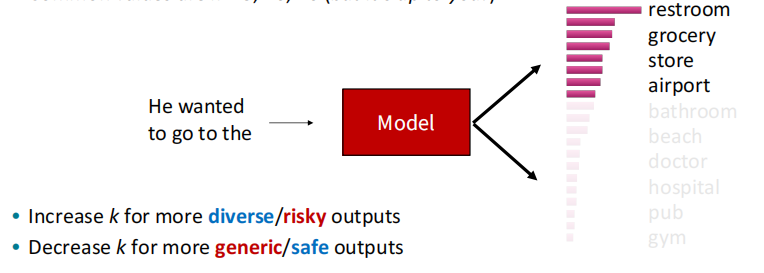 restroom
grocery
store
airport
bathroom
beach
doctor
hospital
pub
gym
He wanted
to go to the
Model
• Increase k for more diverse/risky outputs
• Decrease k for more generic/safe outputs